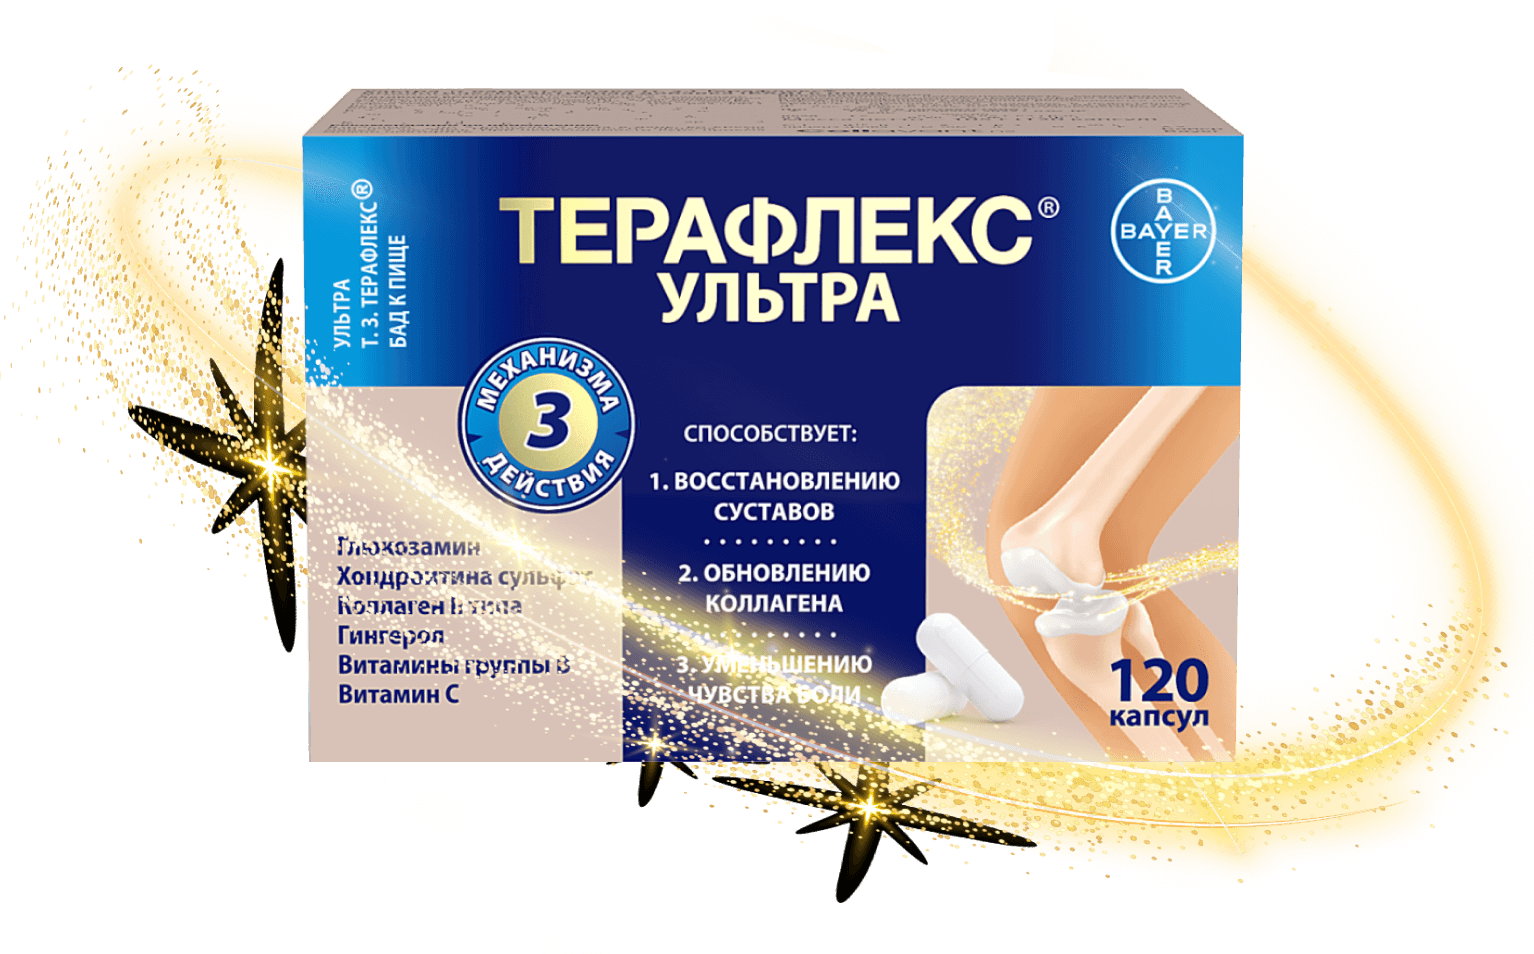 ТЕРАФЛЕКС®
УЛЬТРА
BAYER
BAYER
УЛЬТРА
Т. З. ТЕРАФЛЕКС®
БАД К ПИЩЕ
МЕХАНИЗМА
3
ДЕЙСТВИЯ
СПОСОБСТВУЕТ:
1. ВОССТАНОВЛЕНИЮ
СУСТАВОВ
2. ОБНОВЛЕНИЮ
КОЛЛАГЕНА
3. УМЕНЬШЕНИЮ
ЧУВСТВА БОЛИ
Глюкозамин
Хондроитина сульфат
Коллаген II типа
Гингерол
Витамины группы В
Витамин С
120
капсул